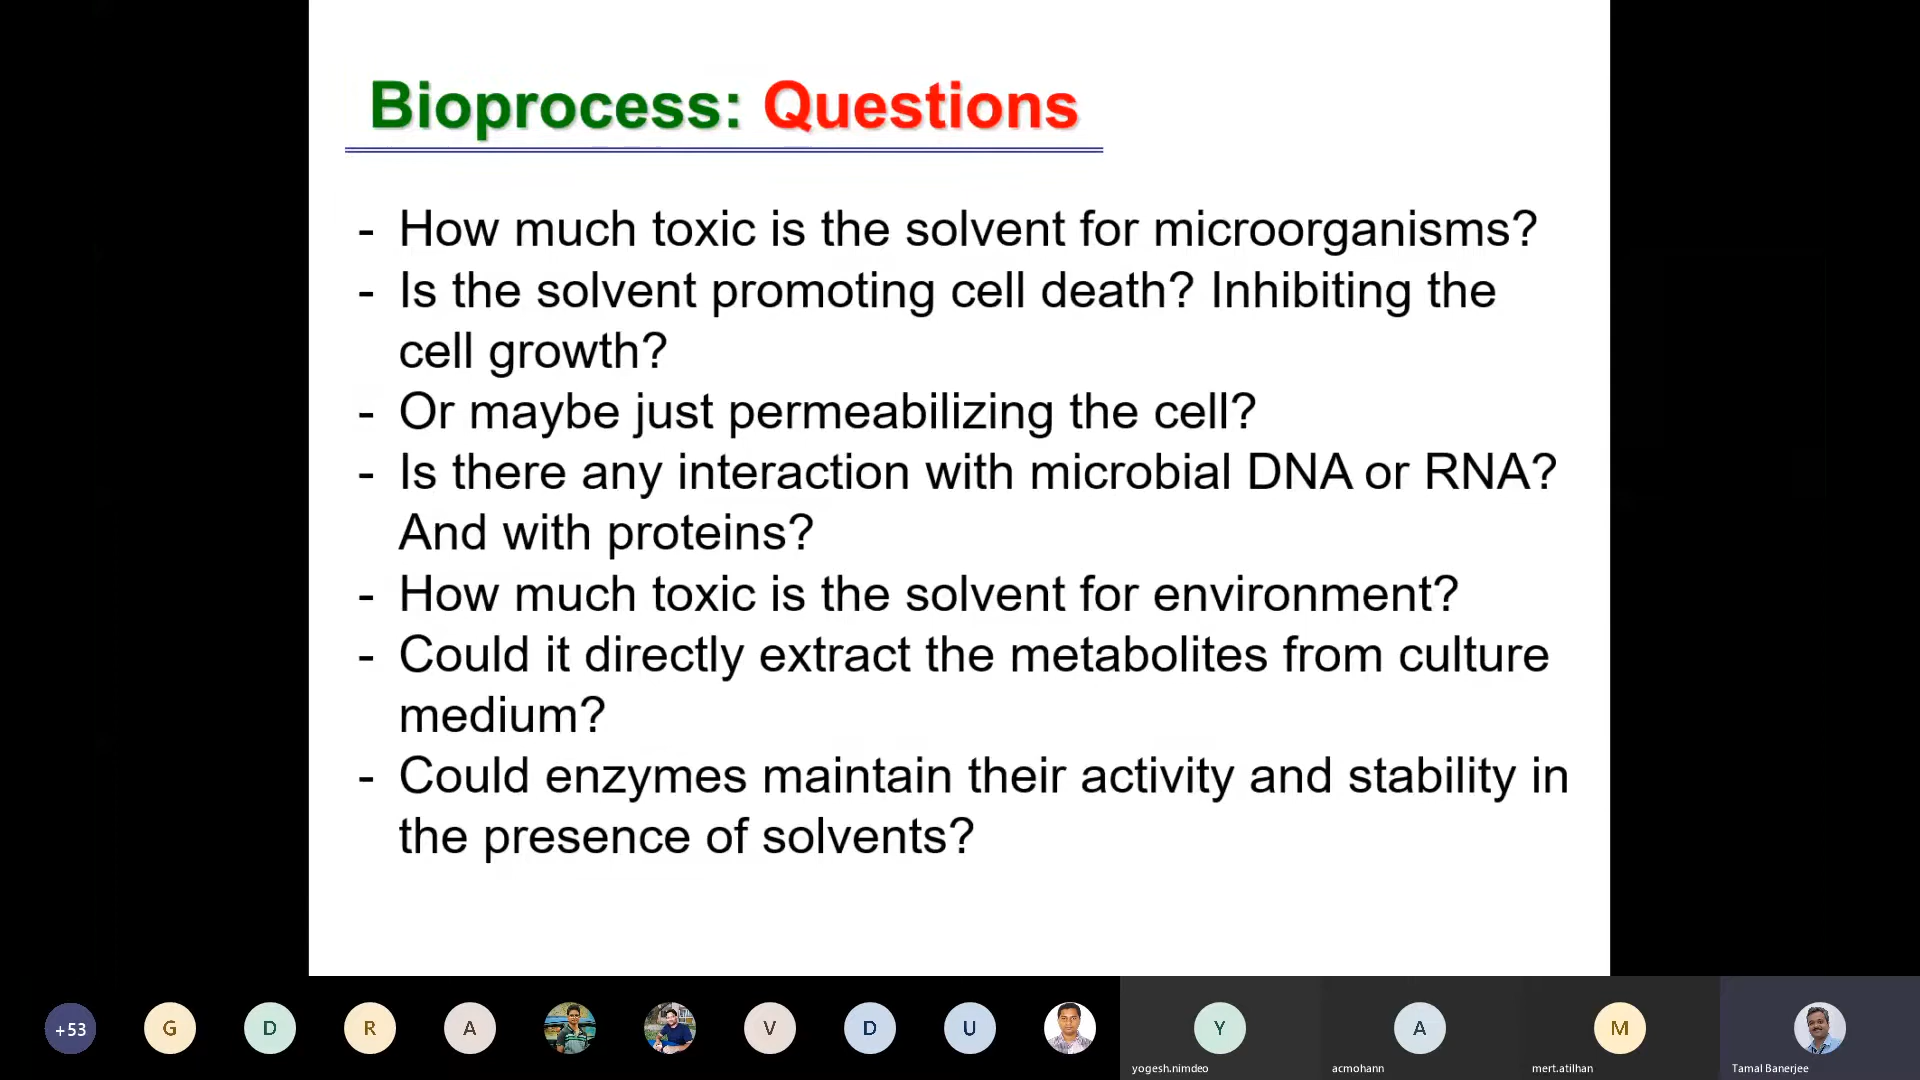 Bioprocess: Questions
- How much toxic is the solvent for microorganisms?
- Is the solvent promoting cell death? Inhibiting the
cell growth?
- Or maybe just permeabilizing the cell?
- Is there any interaction with microbial DNA or RNA?
And with proteins?
- How much toxic is the solvent for environment?
- Could it directly extract the metabolites from culture
medium?
- Could enzymes maintain their activity and stability in
the presence of solvents?
+53 G D R A V D U Y A M
yogesh.nimdeo acmohann mert.atilhan Tamal Banerjee